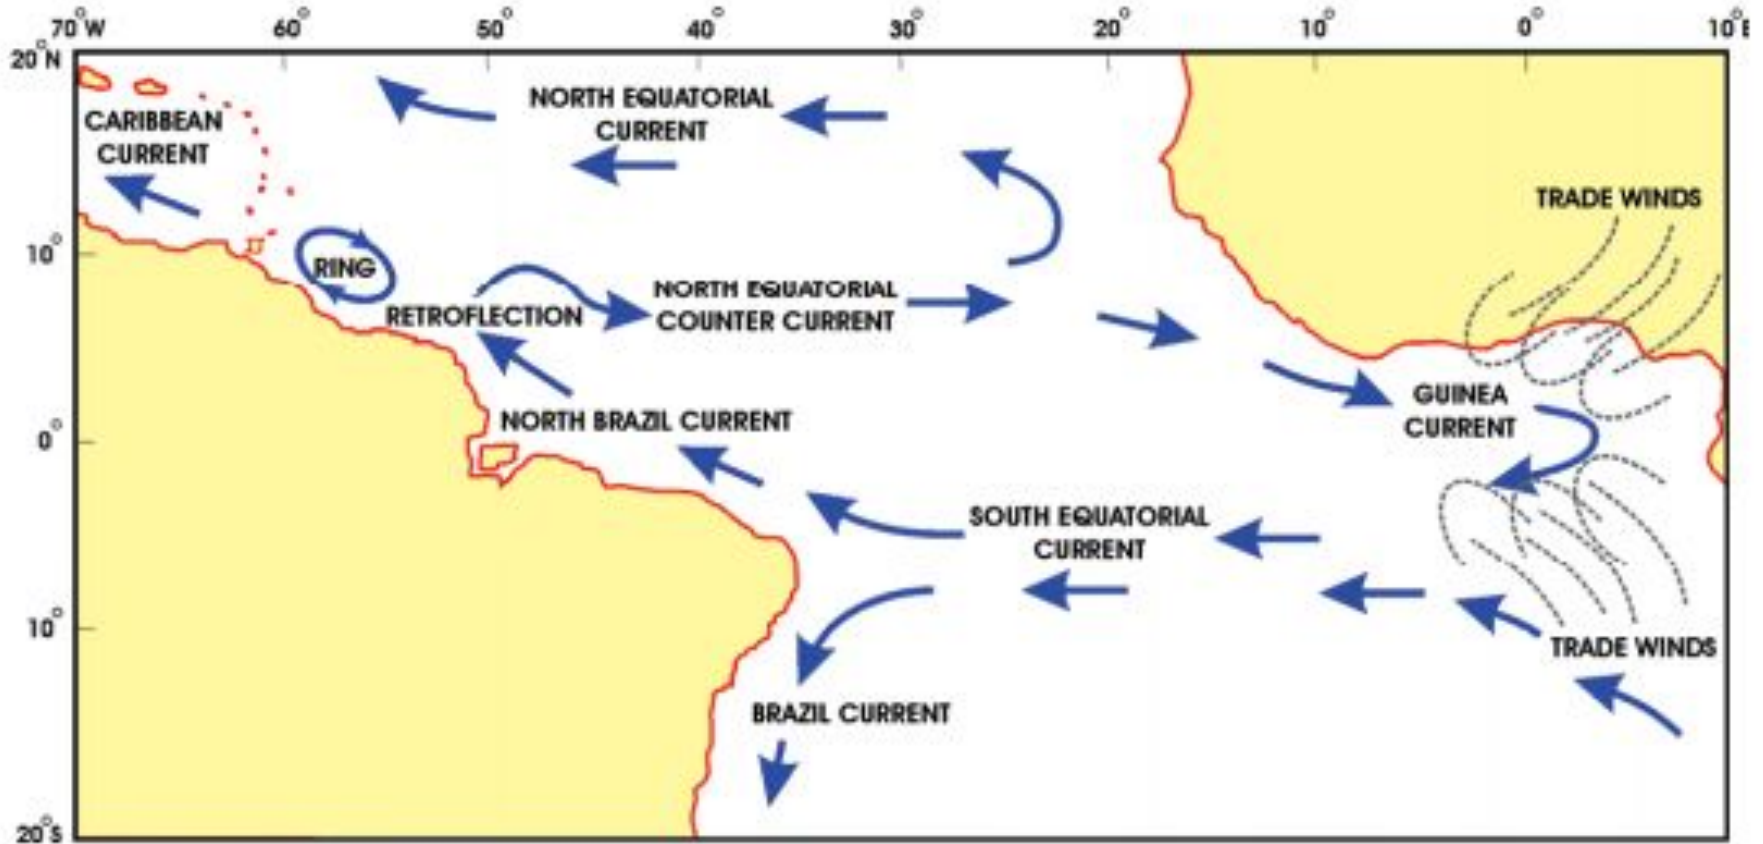 70°W 60° 50° 40° 30° 20° 10° 0° 10°E
20°N
NORTH EQUATORIAL
CURRENT
CARIBBEAN
CURRENT
TRADE WINDS
10°
RING
RETROFLECTION
NORTH EQUATORIAL
COUNTER CURRENT
GUINEA
CURRENT
NORTH BRAZIL CURRENT
0°
SOUTH EQUATORIAL
CURRENT
10°
TRADE WINDS
BRAZIL CURRENT
20°S